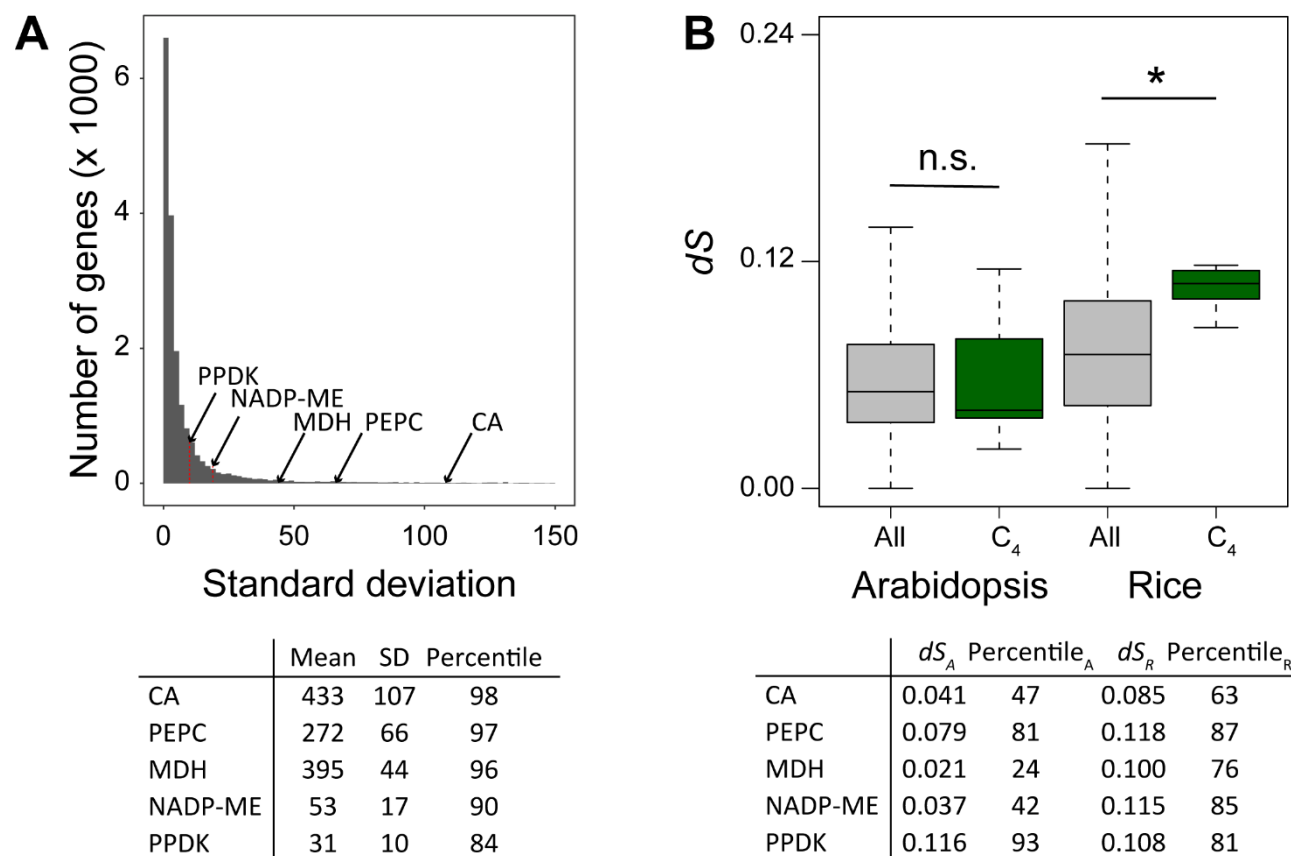 A
Number of genes (x 1000)
6
4
2
0
PPDK
NADP-ME
MDH PEPC CA
0 50 100 150
Standard deviation
Mean SD Percentile
CA 433 107 98
PEPC 272 66 97
MDH 395 44 96
NADP-ME 53 17 90
PPDK 31 10 84
B
dS
0.24
0.12
0.00
n.s.
*
All C₄ All C₄
Arabidopsis Rice
dS_A Percentile_A dS_R Percentile_R
CA 0.041 47 0.085 63
PEPC 0.079 81 0.118 87
MDH 0.021 24 0.100 76
NADP-ME 0.037 42 0.115 85
PPDK 0.116 93 0.108 81